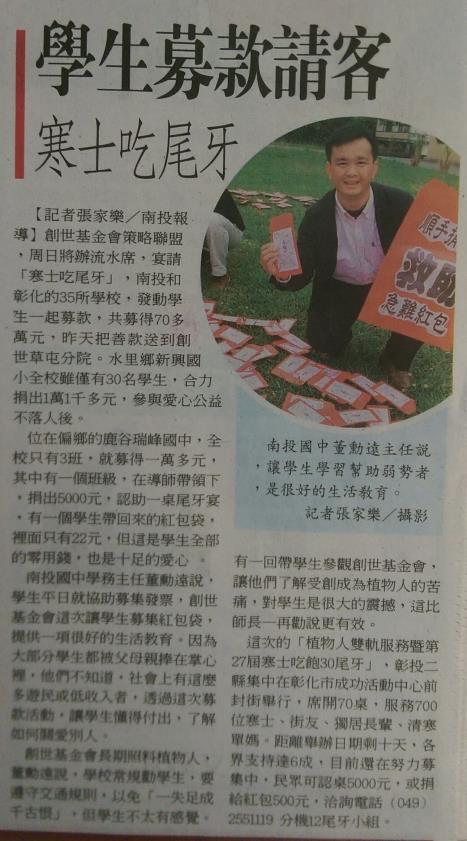 學生募款請客
寒士吃尾牙
【記者張家樂／南投報
導】創世基金會策略聯盟
，周日將辦流水席，宴請
「寒士吃尾牙」，南投和
彰化的35所學校，發動學
生一起募款，共募得70多
萬元，昨天把善款送到創
世草屯分院。水里鄉新興國
小全校雖僅有30名學生，合力
捐出1萬1千多元，參與愛心公益
不落人後。
位在偏鄉的鹿谷瑞峰國中，全
校只有3班，就募得一萬多元，
其中有一個班級，在導師帶領下
，捐出5000元，認助一桌尾牙宴
，有一個學生帶回來的紅包袋，
裡面只有22元，但這是學生全部
的零用錢，也是十足的愛心。
南投國中學務主任董勳遠說，
學生平日就協助募集發票，創世
基金會這次讓學生募集紅包袋，
提供一項很好的生活教育。因為
大部分學生都被父母親捧在掌心
裡，他們不知道，社會上有這麼
多遊民或低收入者，透過這次募
款活動，讓學生懂得付出，了解
如何關愛別人。
創世基金會長期照料植物人，
董勳遠說，學校常規勸學生，要
遵守交通規則，以免「一失足成
千古恨」，但學生不太有感覺。
順手捐
救助
急難紅包
南投國中董勳遠主任說
，讓學生學習幫助弱勢者
，是很好的生活教育。
記者張家樂／攝影
有一回帶學生參觀創世基金會，
讓他們了解受創成為植物人的苦
痛，對學生是很大的震撼，這比
師長一再勸說更有效。
這次的「植物人雙軌服務暨第
27屆寒士吃飽30尾牙」，彰投二
縣集中在彰化市成功活動中心前
封街舉行，席開70桌，服務700
位寒士、街友、獨居長輩、清寒
單媽。距離舉辦日期剩十天，各
界支持達6成，目前還在努力募
集中，民眾可認桌5000元，或捐
給紅包500元，洽詢電話（049）
2551119 分機12尾牙小組。